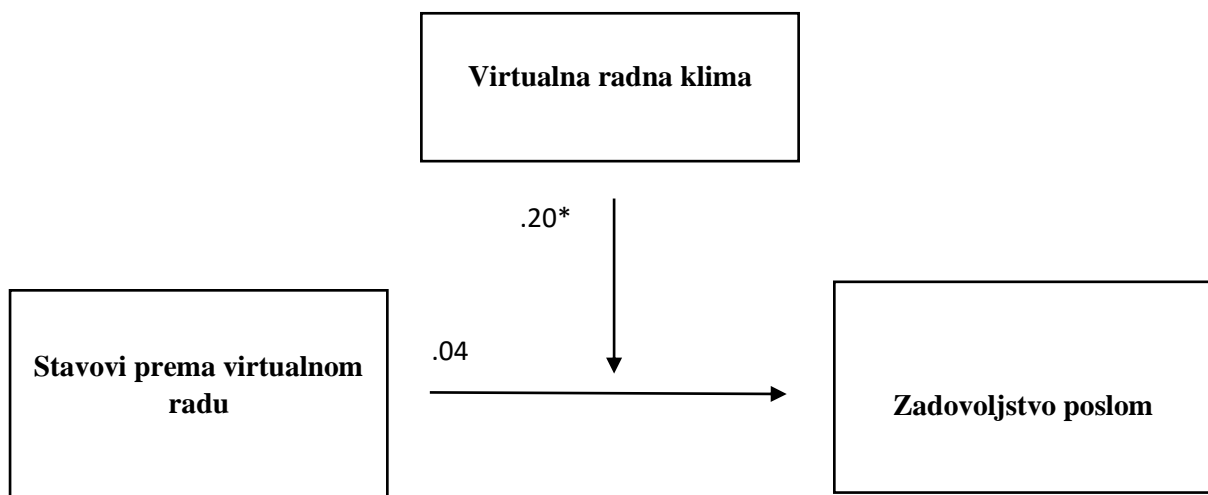 Virtualna radna klima
.20*
.04
Stavovi prema virtualnom
radu
Zadovoljstvo poslom